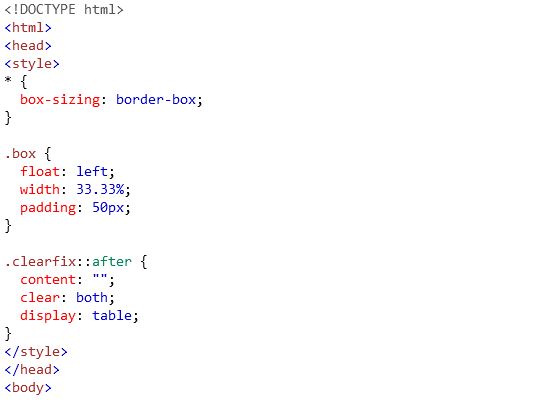 <!DOCTYPE html>
<html>
<head>
<style>
* {
  box-sizing: border-box;
}

.box {
  float: left;
  width: 33.33%;
  padding: 50px;
}

.clearfix::after {
  content: "";
  clear: both;
  display: table;
}
</style>
</head>
<body>